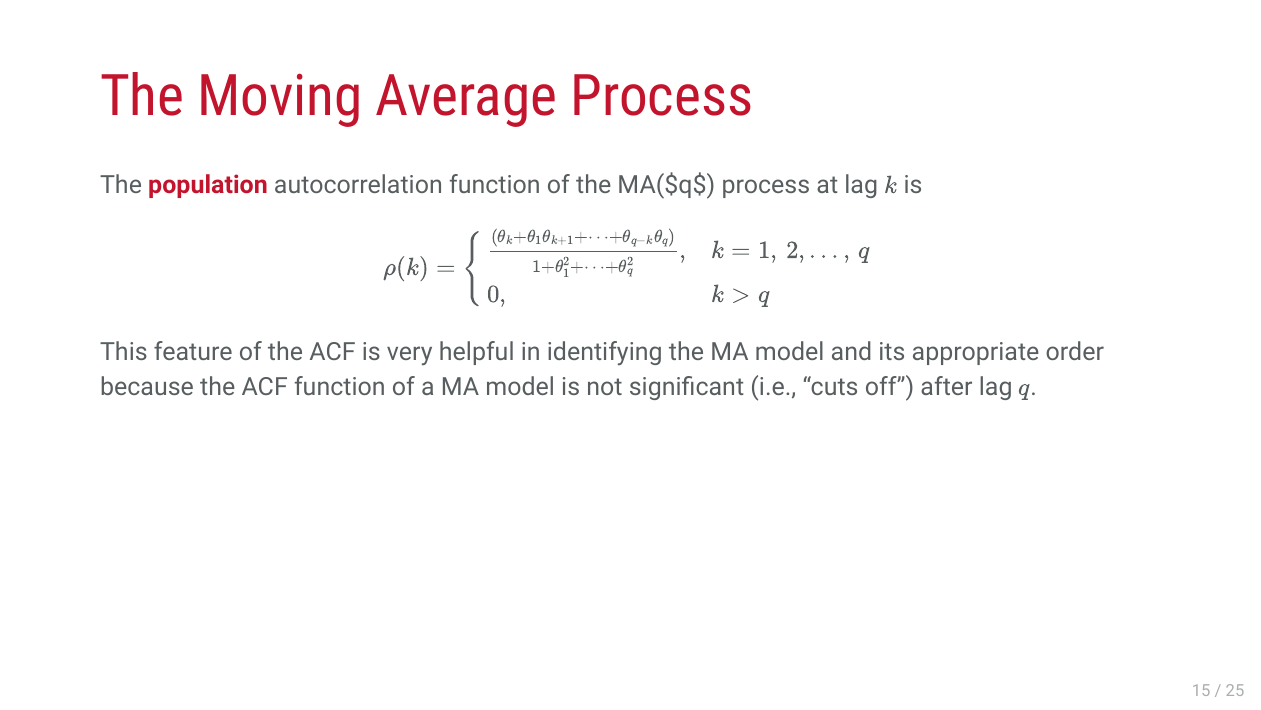 The Moving Average Process
The population autocorrelation function of the MA($q$) process at lag k is
ρ(k) = { (θ_k+θ_1θ_{k+1}+···+θ_{q−k}θ_q) / 1+θ_1^2+···+θ_q^2, k = 1, 2, . . . , q
0, k > q
This feature of the ACF is very helpful in identifying the MA model and its appropriate order
because the ACF function of a MA model is not significant (i.e., “cuts off”) after lag q.
15 / 25